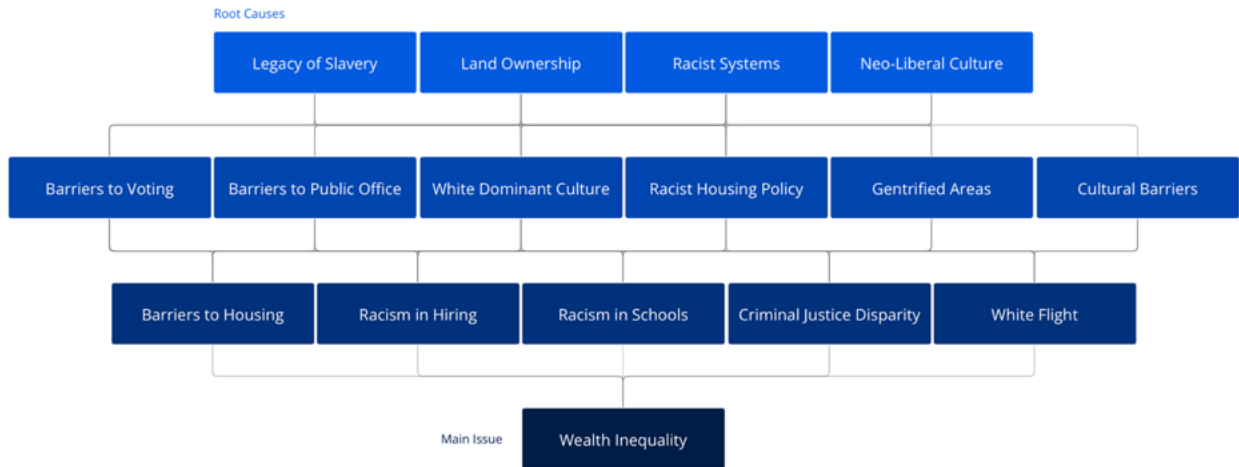 Root Causes
Legacy of Slavery
Land Ownership
Racist Systems
Neo-Liberal Culture
Barriers to Voting
Barriers to Public Office
White Dominant Culture
Racist Housing Policy
Gentrified Areas
Cultural Barriers
Barriers to Housing
Racism in Hiring
Racism in Schools
Criminal Justice Disparity
White Flight
Main Issue
Wealth Inequality